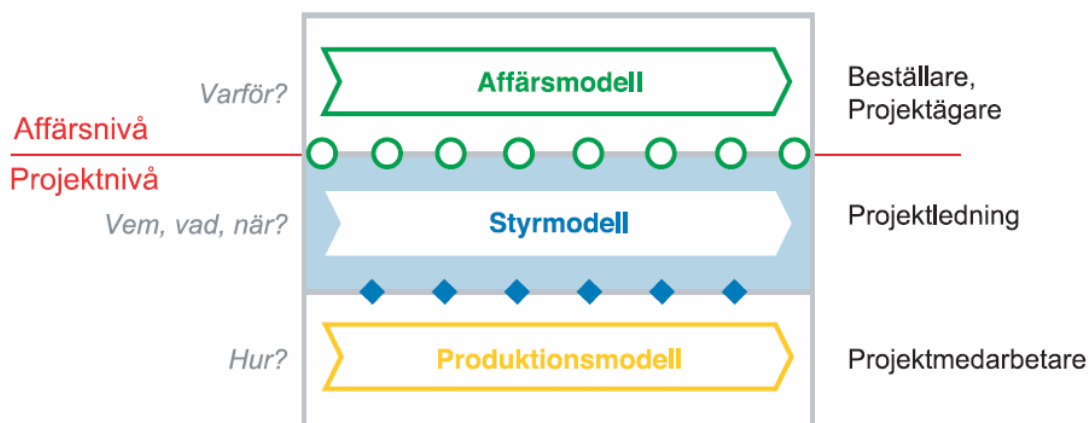 Varför?
Affärsmodell
Beställare,
Projektägare
Affärsnivå
Projektnivå
Vem, vad, när?
Styrmodell
Projektledning
Hur?
Produktionsmodell
Projektmedarbetare